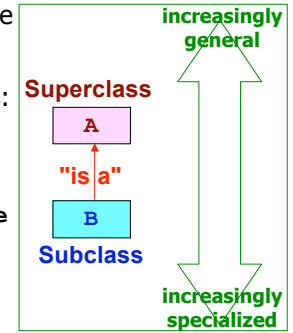 e
increasingly
general
:
Superclass
A
"is a"
B
e
Subclass
increasingly
specialized